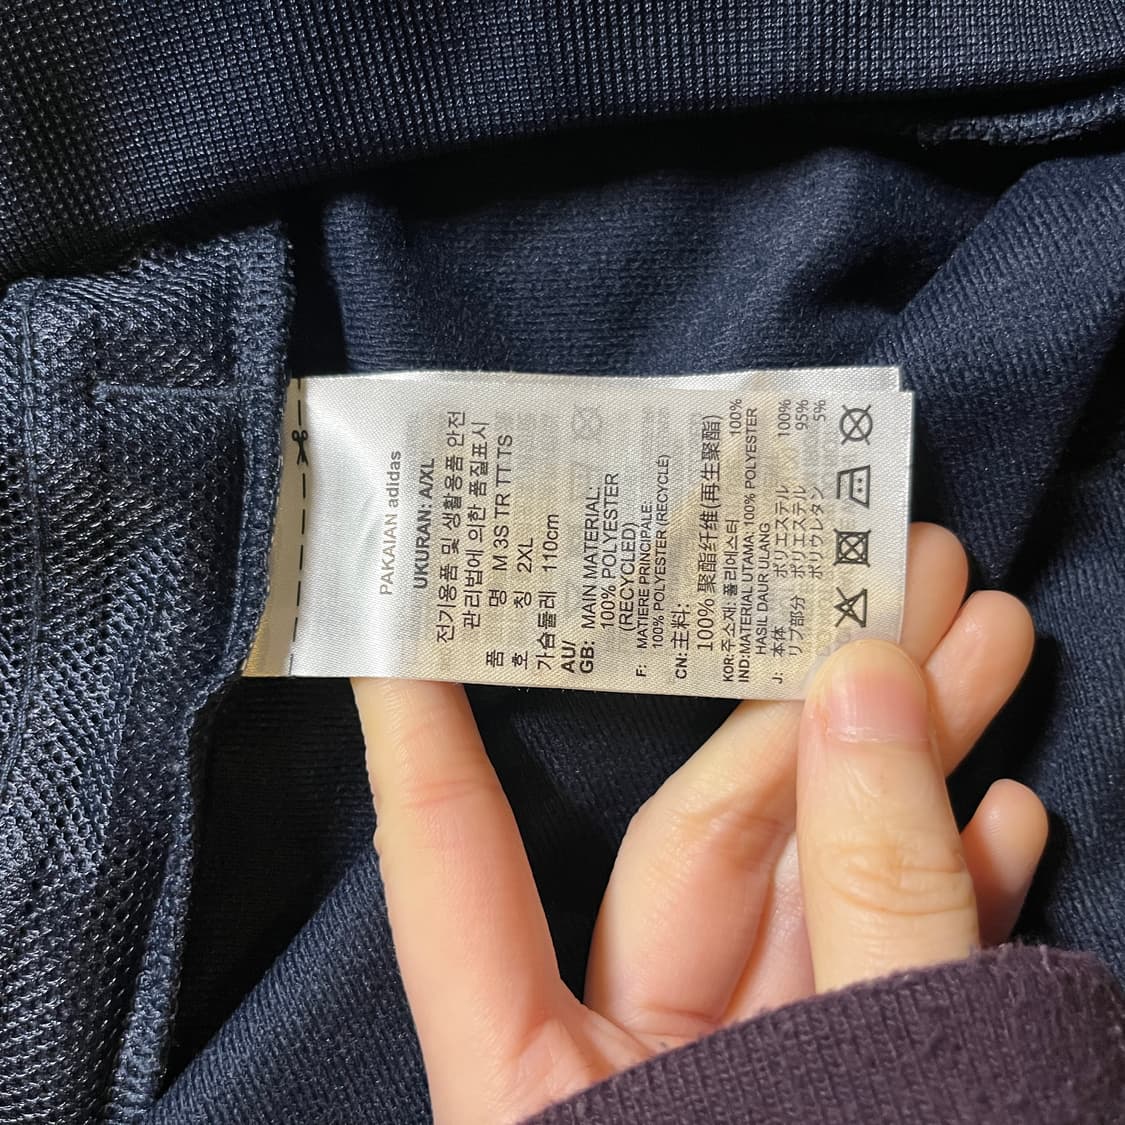 PAKAIAN adidas
UKURAN: A/XL
전기용품 및 생활용품 안전
관리법에 의한 품질표시
품 명 M 3S TR TT TS
호 칭 2XL
가슴둘레 110cm
AU/
GB: MAIN MATERIAL:
100% POLYESTER
(RECYCLED)
F: MATIERE PRINCIPALE:
100% POLYESTER (RECYCLÉ)
CN: 主料:
100% 聚酯纤维(再生聚酯)
KOR: 주소재: 폴리에스터 100%
IND: MATERIAL UTAMA: 100% POLYESTER
HASIL DAUR ULANG
J: 本体 ポリエステル 100%
リブ部分 ポリエステル 95%
ポリウレタン 5%